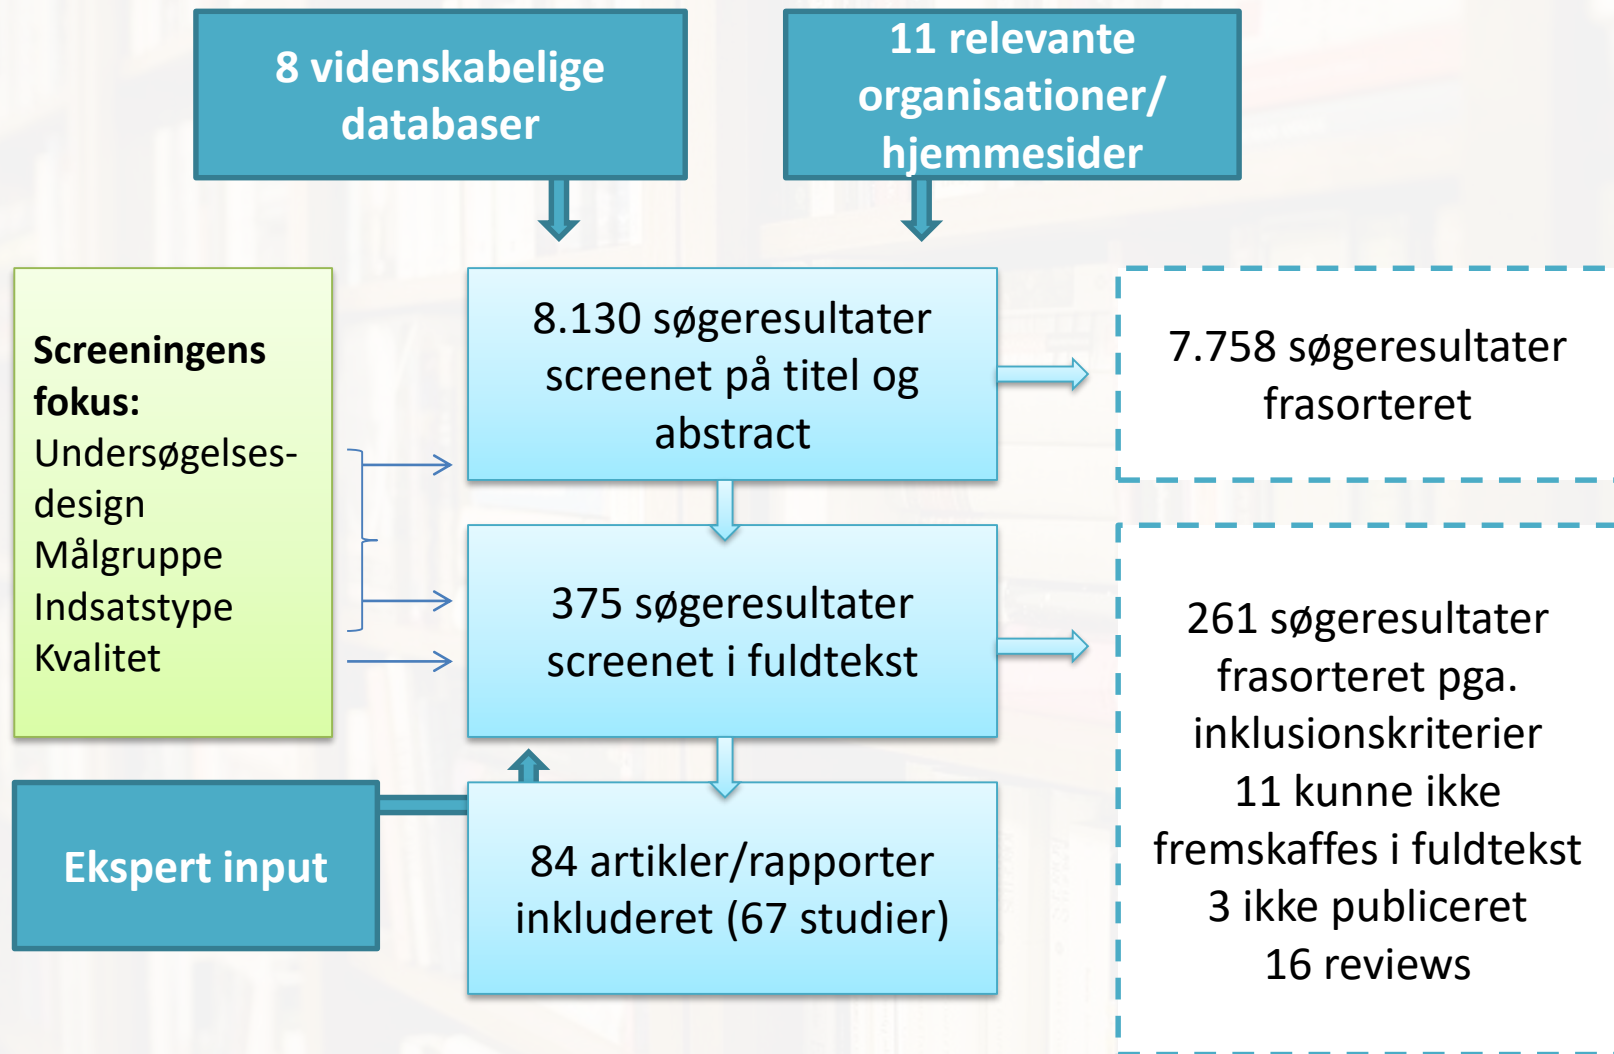 8 videnskabelige
databaser
11 relevante
organisationer/
hjemmesider
Screeningens
fokus:
Undersøgelses-
design
Målgruppe
Indsatstype
Kvalitet
8.130 søgeresultater
screenet på titel og
abstract
7.758 søgeresultater
frasorteret
375 søgeresultater
screenet i fuldtekst
261 søgeresultater
frasorteret pga.
inklusionskriterier
11 kunne ikke
fremskaffes i fuldtekst
3 ikke publiceret
16 reviews
Ekspert input
84 artikler/rapporter
inkluderet (67 studier)